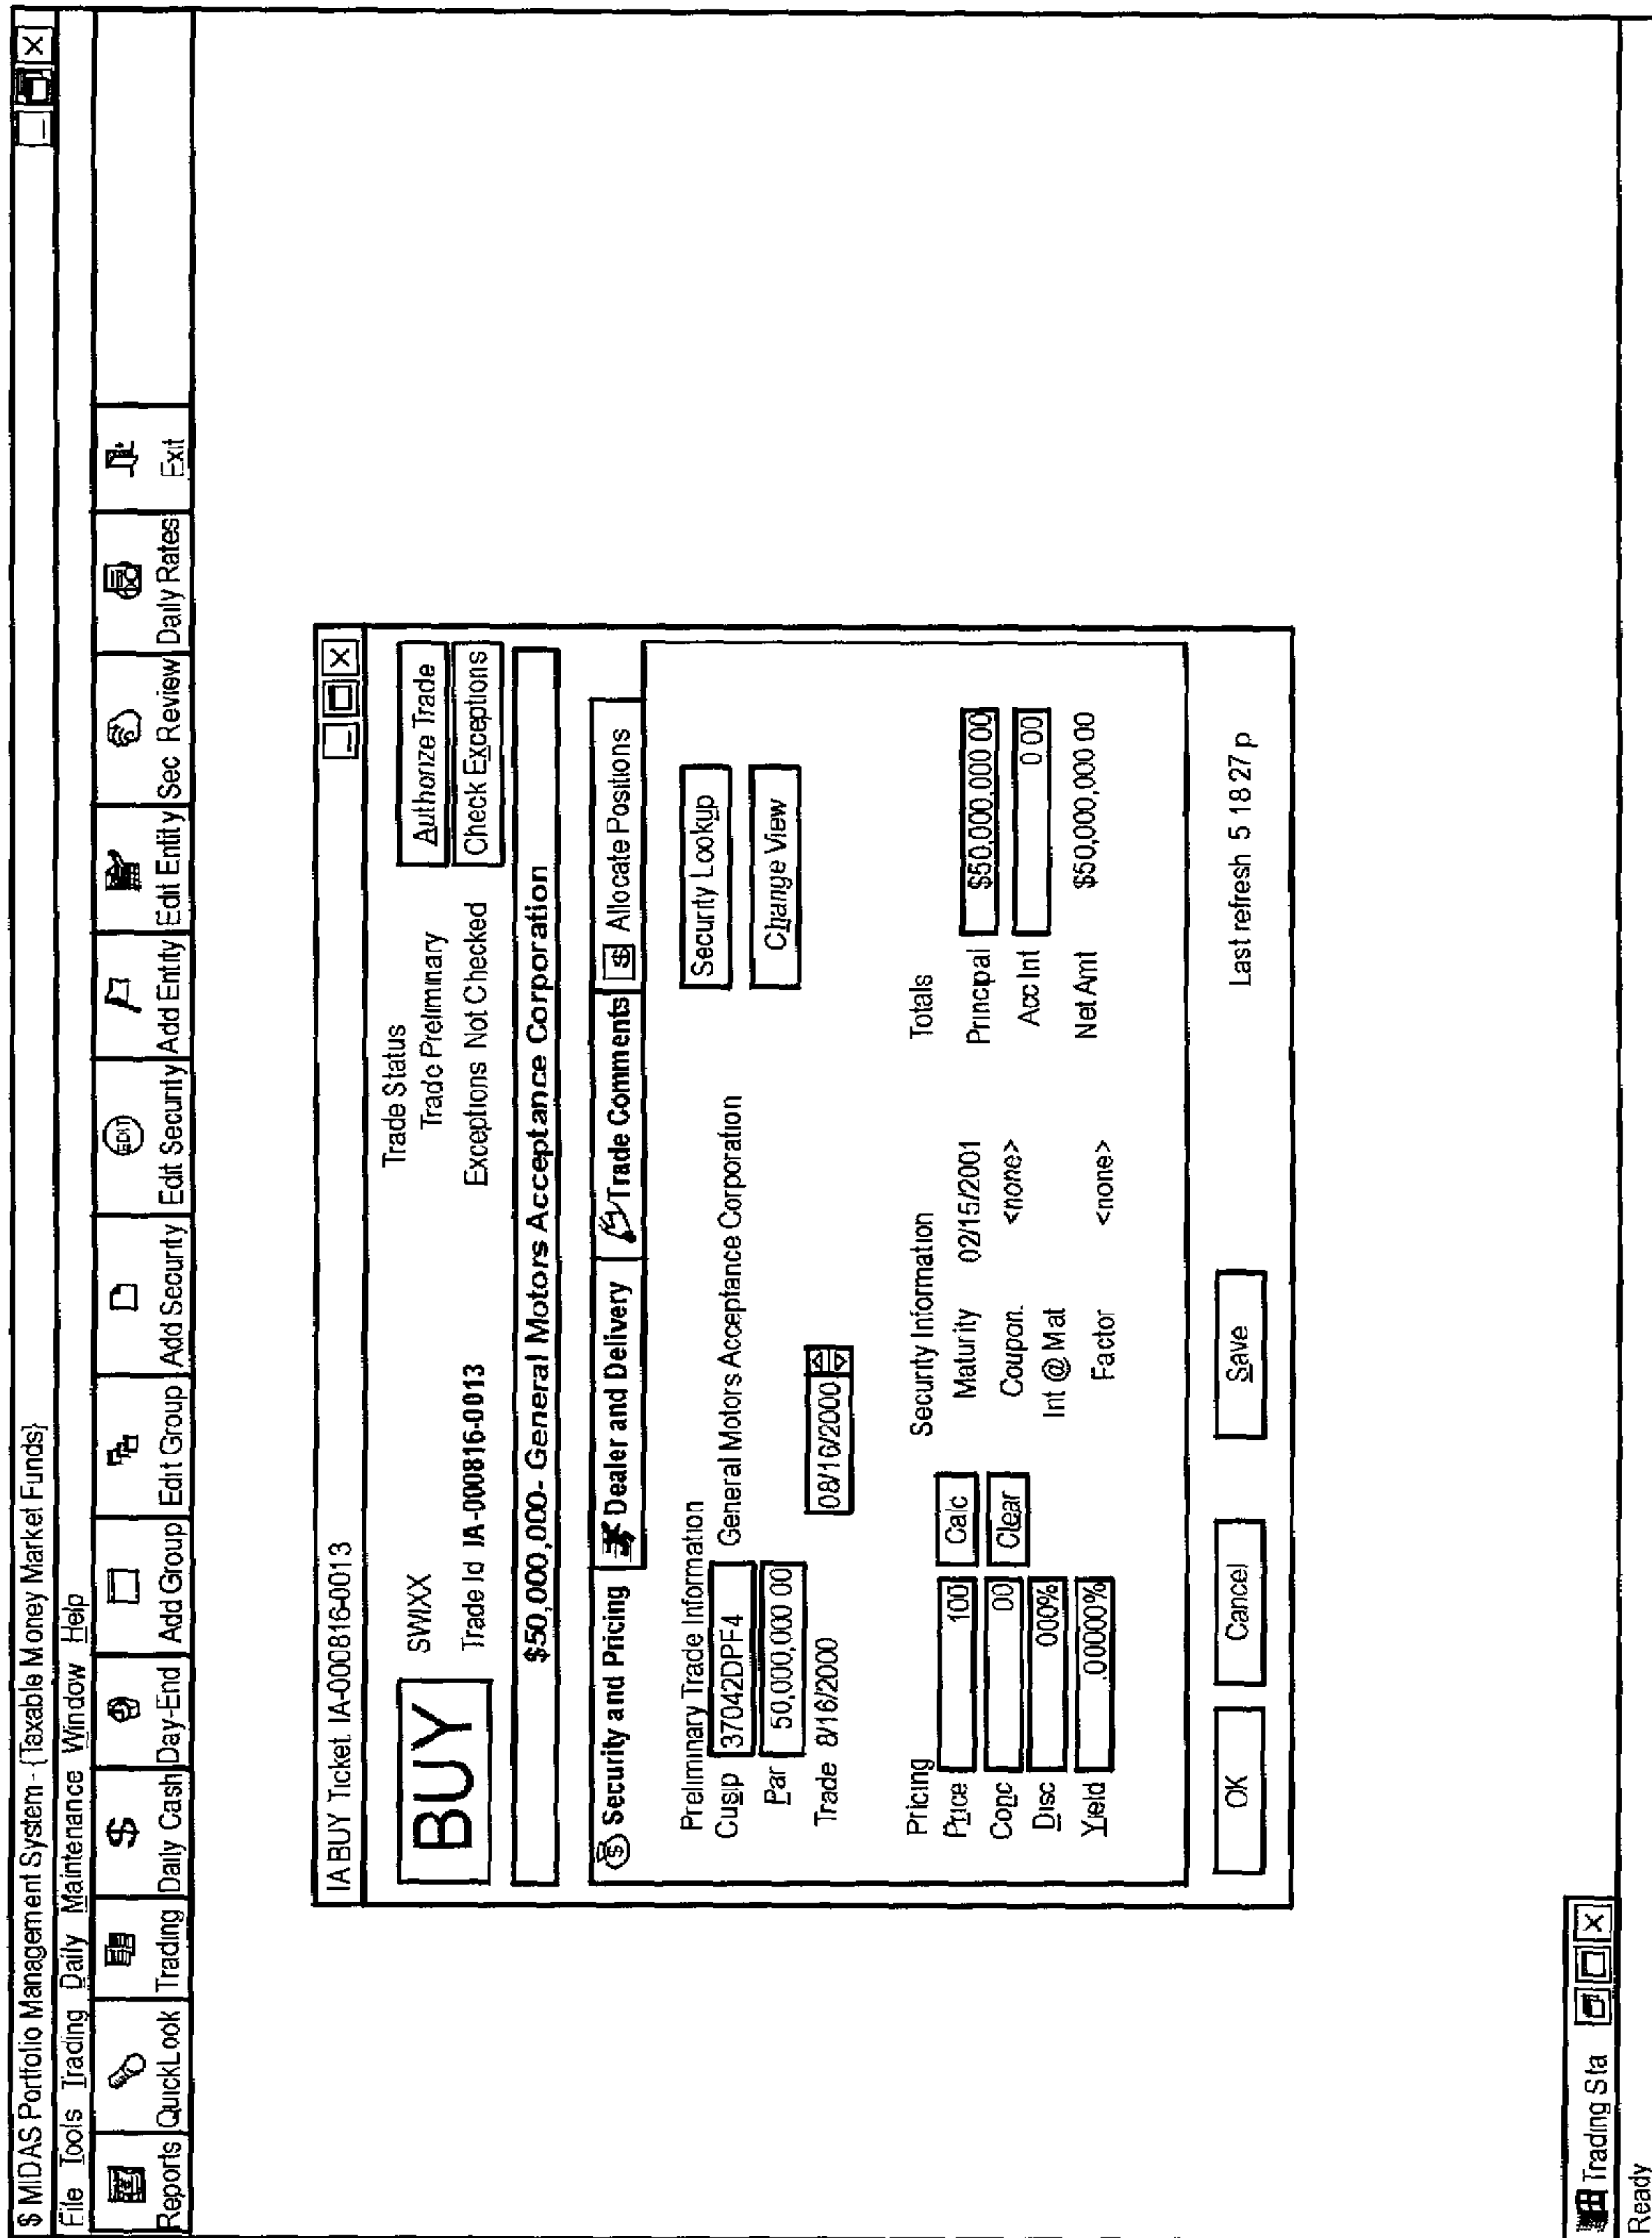 $ MIDAS Portfolio Management System - {Taxable Money Market Funds}
File Tools Trading Daily Maintenance Window Help
Reports QuickLook Trading Daily Cash Day-End Add Group Edit Group Add Security Edit Security Add Entity Edit Entity Sec Review Daily Rates Exit
IA BUY Ticket IA-000816-0013
BUY
SWIXX
Trade Id IA-000816-0013
Trade Status
Trade Preliminary
Exceptions Not Checked
Authorize Trade
Check Exceptions
$50,000,000- General Motors Acceptance Corporation
Security and Pricing Dealer and Delivery Trade Comments Allocate Positions
Preliminary Trade Information
Cusip 37042DPF4 General Motors Acceptance Corporation
Par 50,000,000 00
Trade 8/16/2000 08/16/2000
Security Lookup
Change View
Pricing
Price 100 Calc
Conc 00 Clear
Disc 000%
Yield .0000%
Security Information
Maturity 02/15/2001
Coupon. <none>
Int @ Mat
Factor <none>
Totals
Principal $50,000,000 00
Acc Int 0 00
Net Amt $50,000,000 00
OK Cancel Save Last refresh 5 18 27 p
Trading Sta
Ready